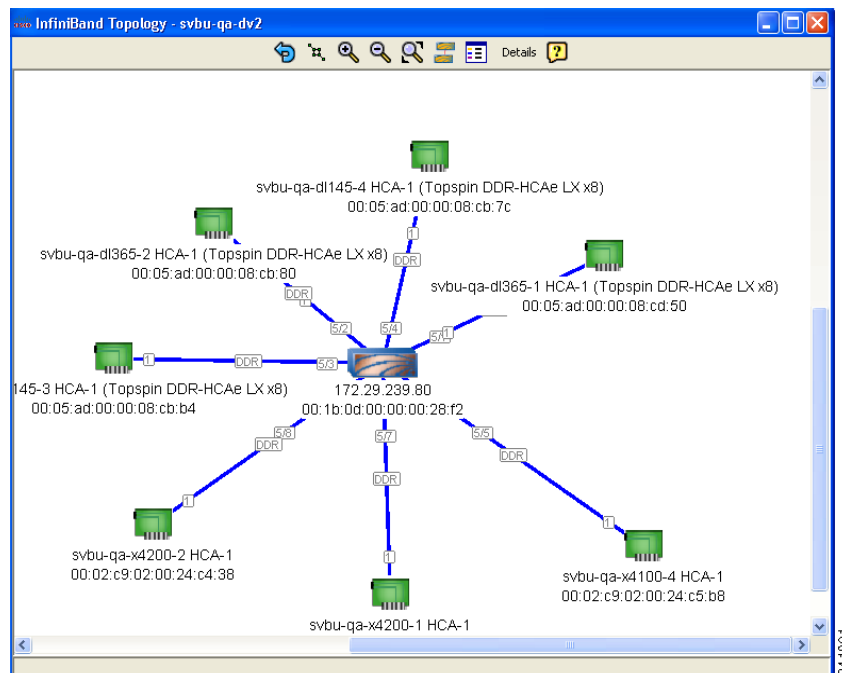 InfiniBand Topology - svbu-qa-dv2
Details ?
svbu-qa-dl145-4 HCA-1 (Topspin DDR-HCAe LX x8)
00:05:ad:00:00:08:cb:7c
1
DDR
5/4
svbu-qa-dl365-2 HCA-1 (Topspin DDR-HCAe LX x8)
00:05:ad:00:00:08:cb:80
DDR
1
5/2
svbu-qa-dl365-1 HCA-1 (Topspin DDR-HCAe LX x8)
00:05:ad:00:00:08:cd:50
1
1
DDR
5/3
145-3 HCA-1 (Topspin DDR-HCAe LX x8)
00:05:ad:00:00:08:cb:b4
172.29.239.80
00:1b:0d:00:00:00:28:f2
5/8
DDR
1
5/7
DDR
1
5/5
DDR
1
svbu-qa-x4200-2 HCA-1
00:02:c9:02:00:24:c4:38
svbu-qa-x4100-4 HCA-1
00:02:c9:02:00:24:c5:b8
svbu-qa-x4200-1 HCA-1